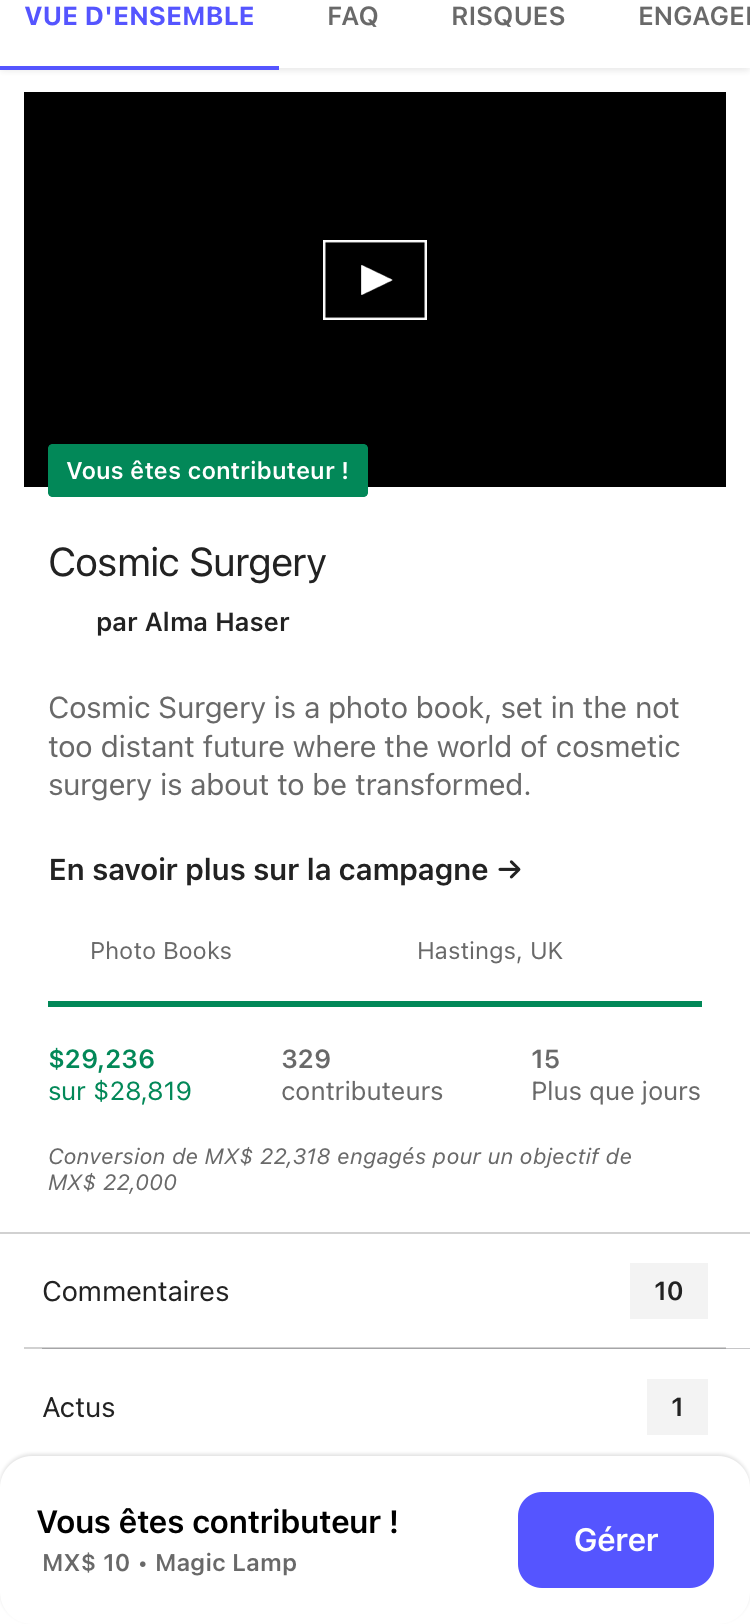 VUE D'ENSEMBLE FAQ RISQUES ENGAGE
Vous êtes contributeur !
Cosmic Surgery
par Alma Haser
Cosmic Surgery is a photo book, set in the not
too distant future where the world of cosmetic
surgery is about to be transformed.
En savoir plus sur la campagne →
Photo Books Hastings, UK
$29,236 329 15
sur $28,819 contributeurs Plus que jours
Conversion de MX$ 22,318 engagés pour un objectif de
MX$ 22,000
Commentaires 10
Actus 1
Vous êtes contributeur !
MX$ 10 • Magic Lamp
Gérer